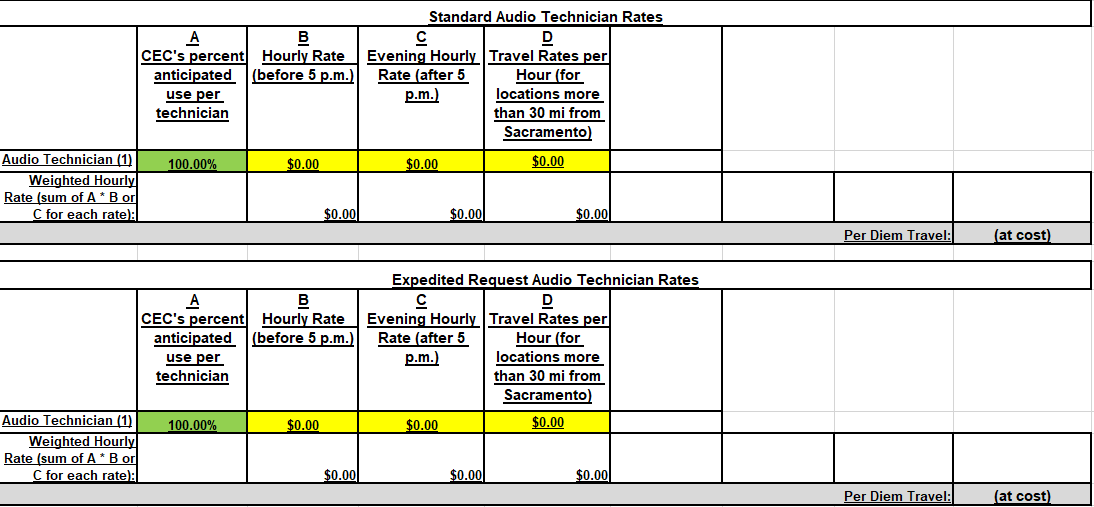 Standard Audio Technician Rates
A B C D
CEC's percent Hourly Rate Evening Hourly Travel Rates per
anticipated (before 5 p.m.) Rate (after 5 Hour (for
use per p.m.) locations more
technician than 30 mi from
Sacramento)
Audio Technician (1) 100.00% $0.00 $0.00 $0.00
Weighted Hourly
Rate (sum of A * B or
C for each rate): $0.00 $0.00 $0.00
Per Diem Travel: (at cost)
Expedited Request Audio Technician Rates
A B C D
CEC's percent Hourly Rate Evening Hourly Travel Rates per
anticipated (before 5 p.m.) Rate (after 5 Hour (for
use per p.m.) locations more
technician than 30 mi from
Sacramento)
Audio Technician (1) 100.00% $0.00 $0.00 $0.00
Weighted Hourly
Rate (sum of A * B or
C for each rate): $0.00 $0.00 $0.00
Per Diem Travel: (at cost)